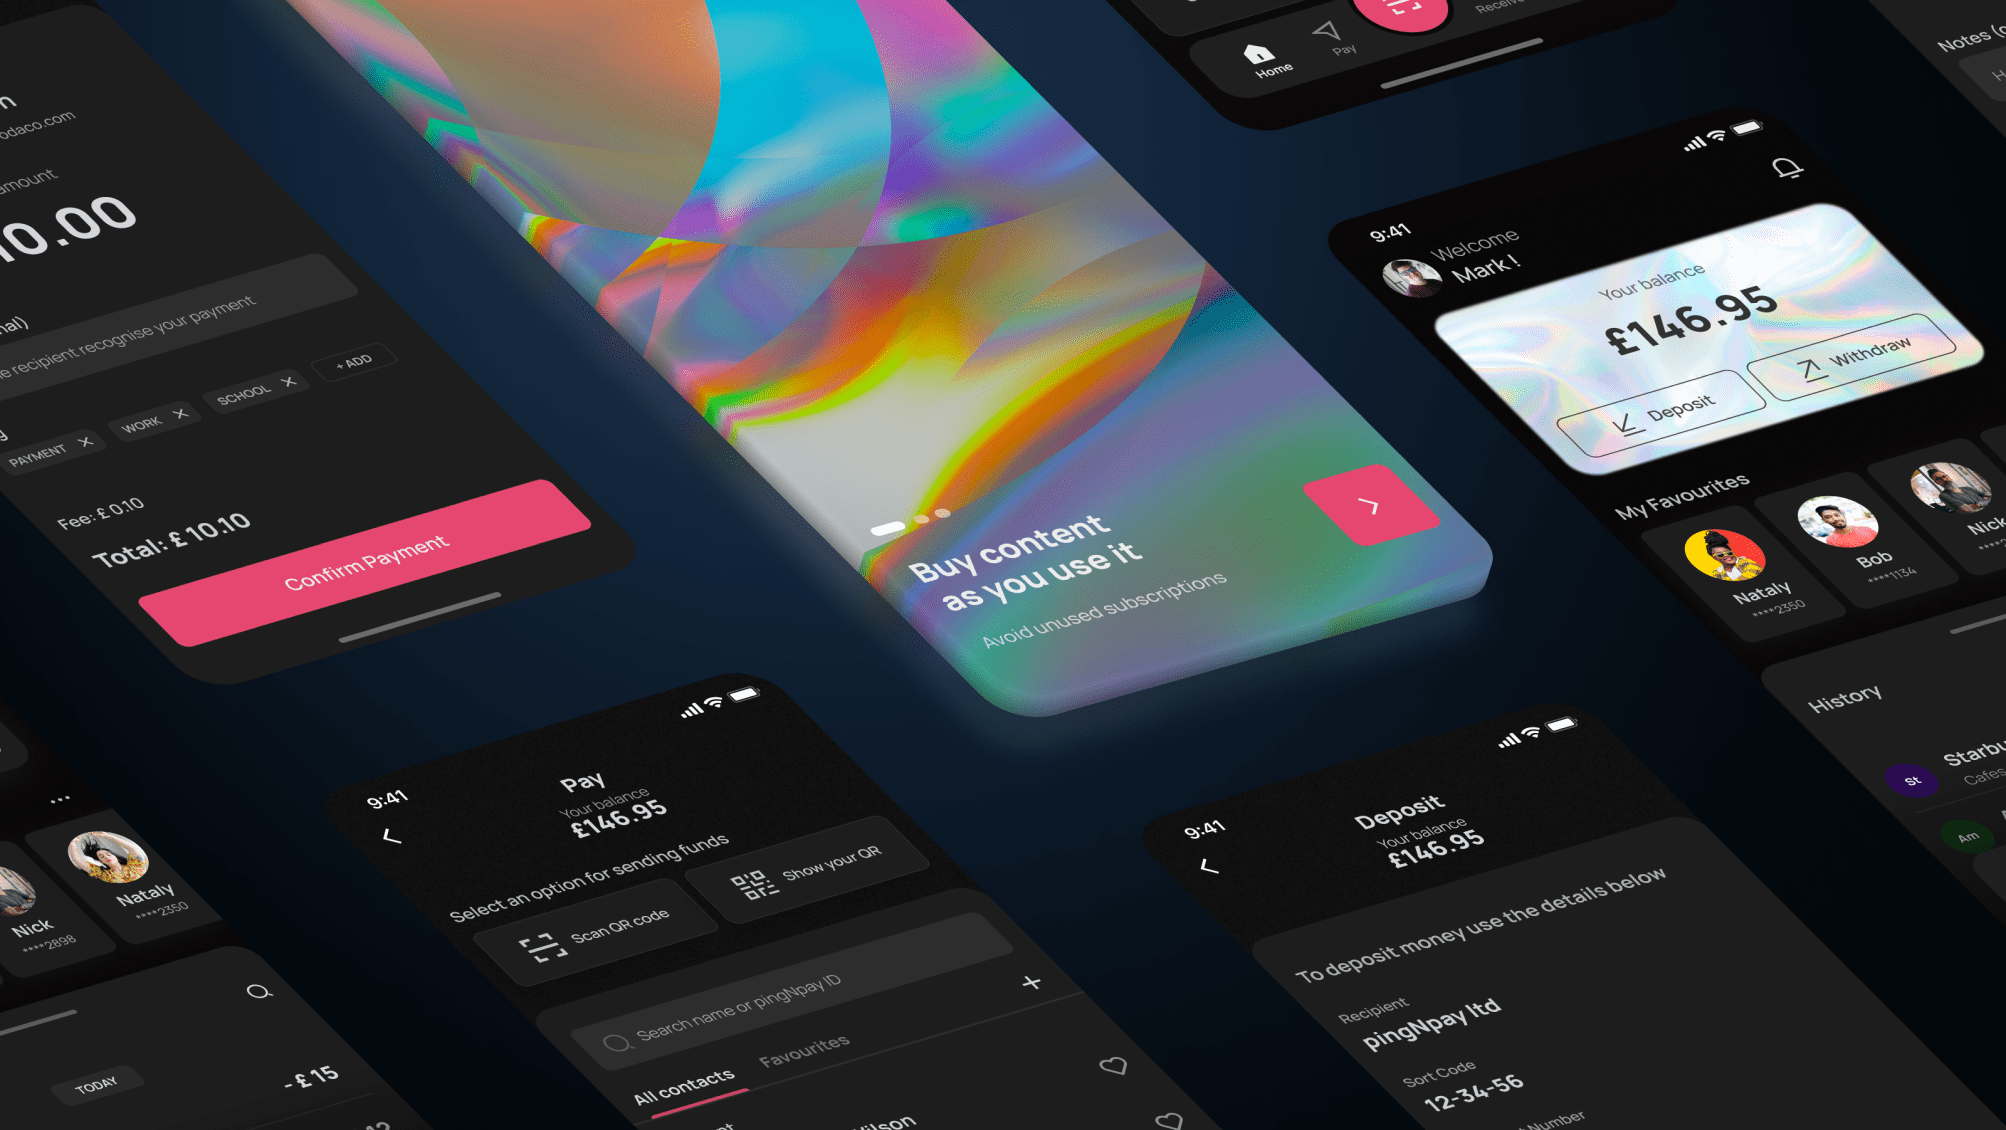 odaco.com
amount
10.00
recipient recognise your payment
PAYMENT
WORK
SCHOOL
+ ADD
Fee: £ 0.10
Total: £ 10.10
Confirm Payment
Buy content
as you use it
Avoid unused subscriptions
Home
Pay
Receive
Notes
9:41
Welcome
Mark !
Your balance
£146.95
Deposit
Withdraw
My Favourites
Nataly
****2350
Bob
****1134
Nick
History
St
Starbu
Cafes
Am
Nick
****2898
Nataly
****2350
TODAY
- £ 15
9:41
Pay
Your balance
£146.95
Select an option for sending funds
Scan QR code
Show your QR
Search name or pingNpay ID
All contacts
Favourites
9:41
Deposit
Your balance
£146.95
To deposit money use the details below
Recipient
pingNpay ltd
Sort Code
12-34-56
Number